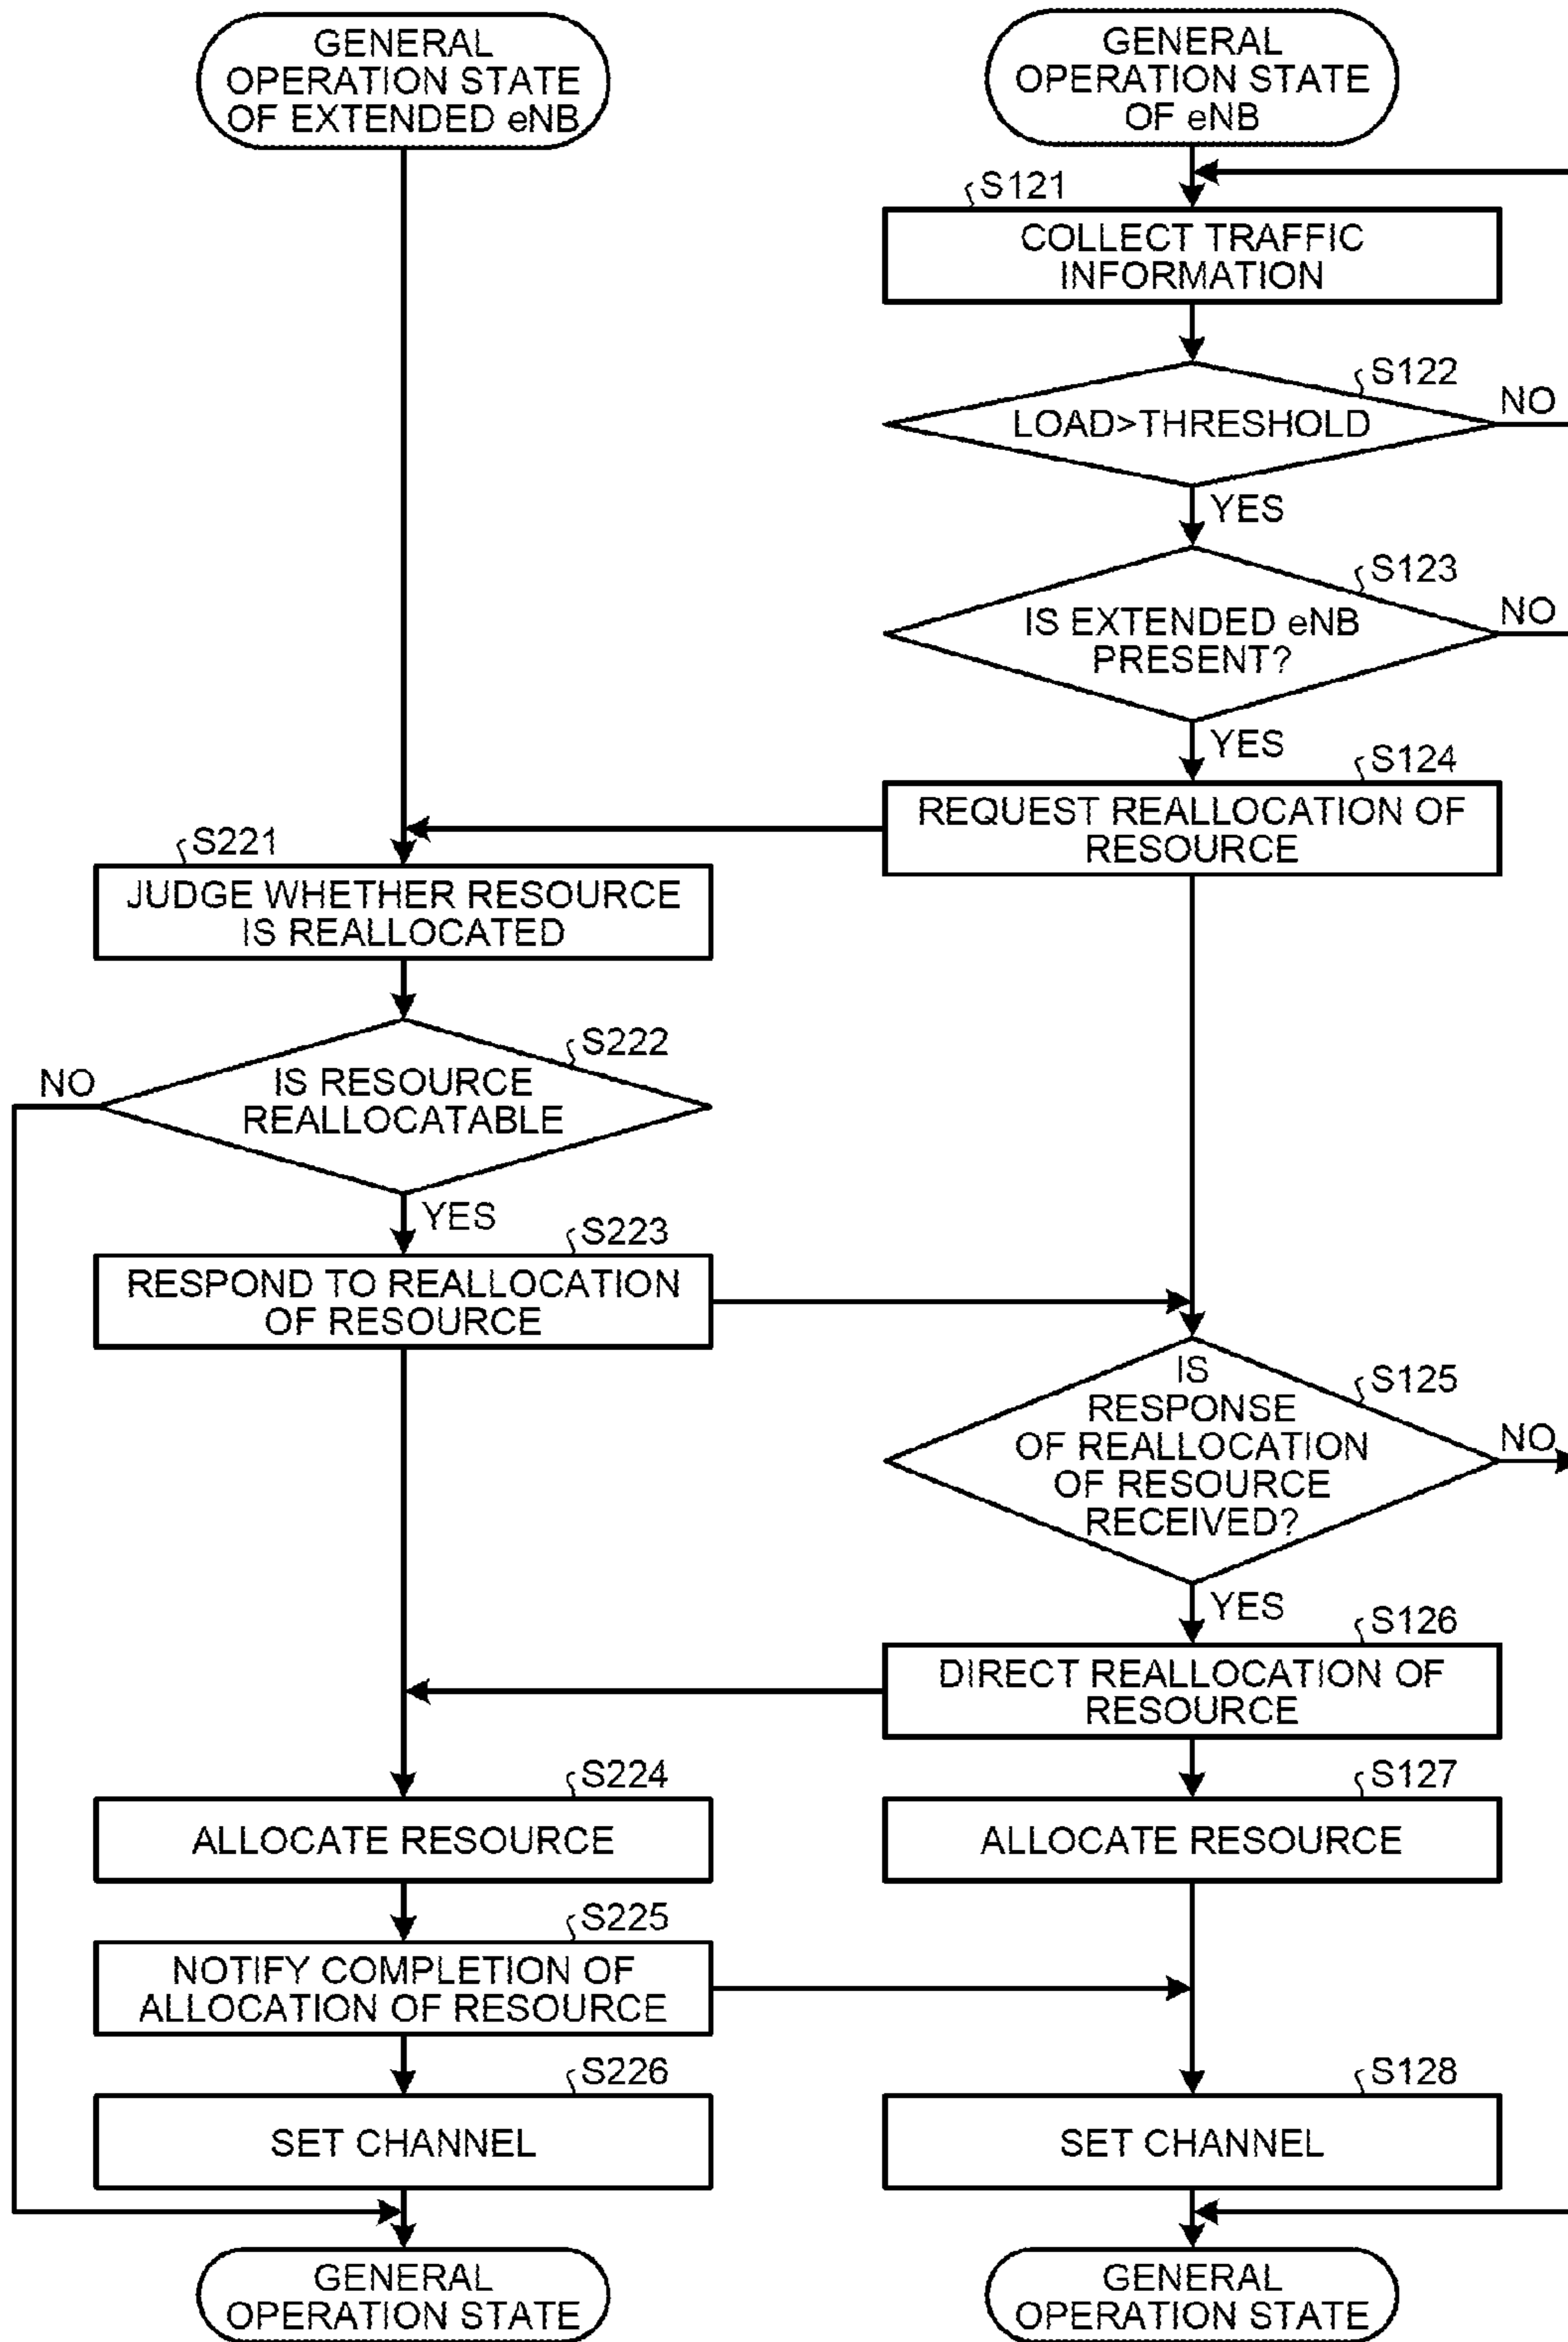 GENERAL
OPERATION STATE
OF EXTENDED eNB
GENERAL
OPERATION STATE
OF eNB
S121
COLLECT TRAFFIC
INFORMATION
S122
LOAD>THRESHOLD
NO
YES
S123
IS EXTENDED eNB
PRESENT?
NO
YES
S124
REQUEST REALLOCATION OF
RESOURCE
S221
JUDGE WHETHER RESOURCE
IS REALLOCATED
S222
IS RESOURCE
REALLOCATABLE
NO
YES
S223
RESPOND TO REALLOCATION
OF RESOURCE
S125
IS
RESPONSE
OF REALLOCATION
OF RESOURCE
RECEIVED?
NO
YES
S126
DIRECT REALLOCATION OF
RESOURCE
S224
ALLOCATE RESOURCE
S127
ALLOCATE RESOURCE
S225
NOTIFY COMPLETION OF
ALLOCATION OF RESOURCE
S226
SET CHANNEL
S128
SET CHANNEL
GENERAL
OPERATION STATE
GENERAL
OPERATION STATE